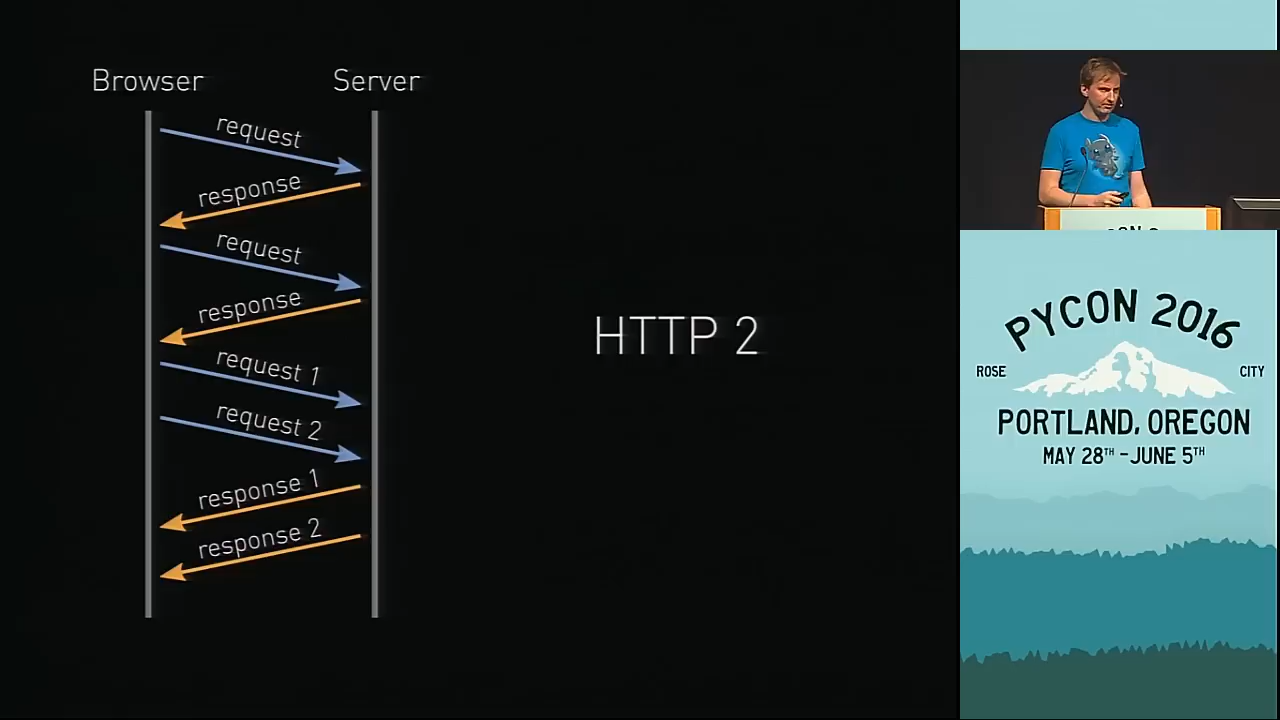 Browser
Server
request
response
request
response
request 1
request 2
response 1
response 2
HTTP 2
PYCON 2016
ROSE
CITY
PORTLAND, OREGON
MAY 28TH - JUNE 5TH